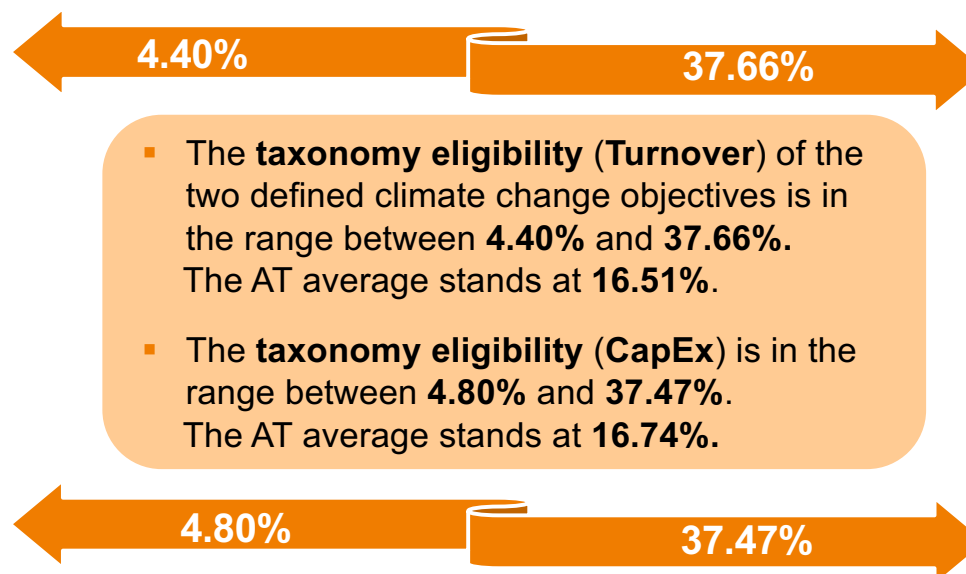 4.40%
37.66%
▪ The taxonomy eligibility (Turnover) of the
two defined climate change objectives is in
the range between 4.40% and 37.66%.
The AT average stands at 16.51%.
▪ The taxonomy eligibility (CapEx) is in the
range between 4.80% and 37.47%.
The AT average stands at 16.74%.
4.80%
37.47%